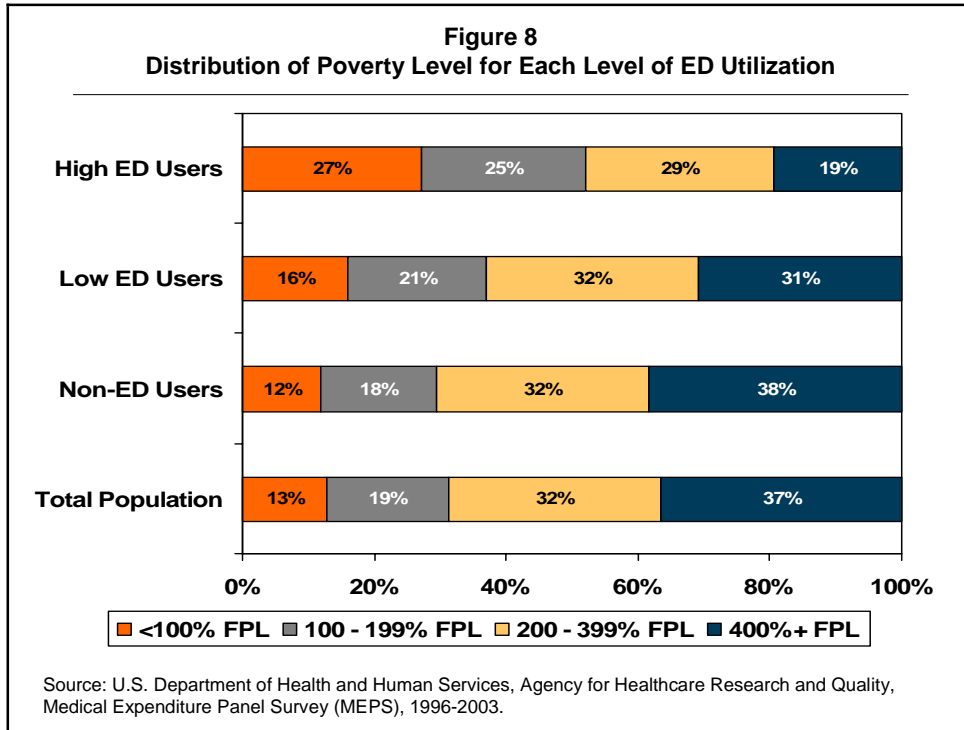 Figure 8
Distribution of Poverty Level for Each Level of ED Utilization
High ED Users 27% 25% 29% 19%
Low ED Users 16% 21% 32% 31%
Non-ED Users 12% 18% 32% 38%
Total Population 13% 19% 32% 37%
0% 20% 40% 60% 80% 100%
<100% FPL 100 - 199% FPL 200 - 399% FPL 400%+ FPL
Source: U.S. Department of Health and Human Services, Agency for Healthcare Research and Quality,
Medical Expenditure Panel Survey (MEPS), 1996-2003.